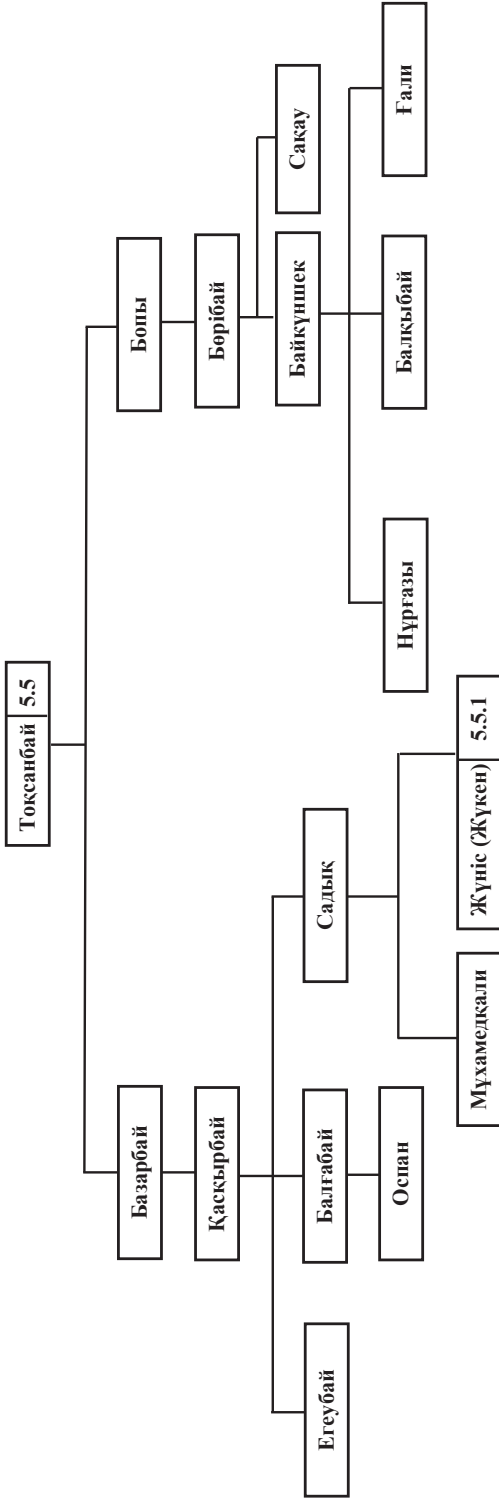 Тоқсанбай 5.5
Базарбай
Бопы
Қасқырбай
Бөрібай
Егеубай
Балғабай
Садық
Байкүншек
Сақау
Оспан
Нұрғазы
Балқыбай
Ғали
Мұхамедқали
Жүніс (Жүкен) 5.5.1